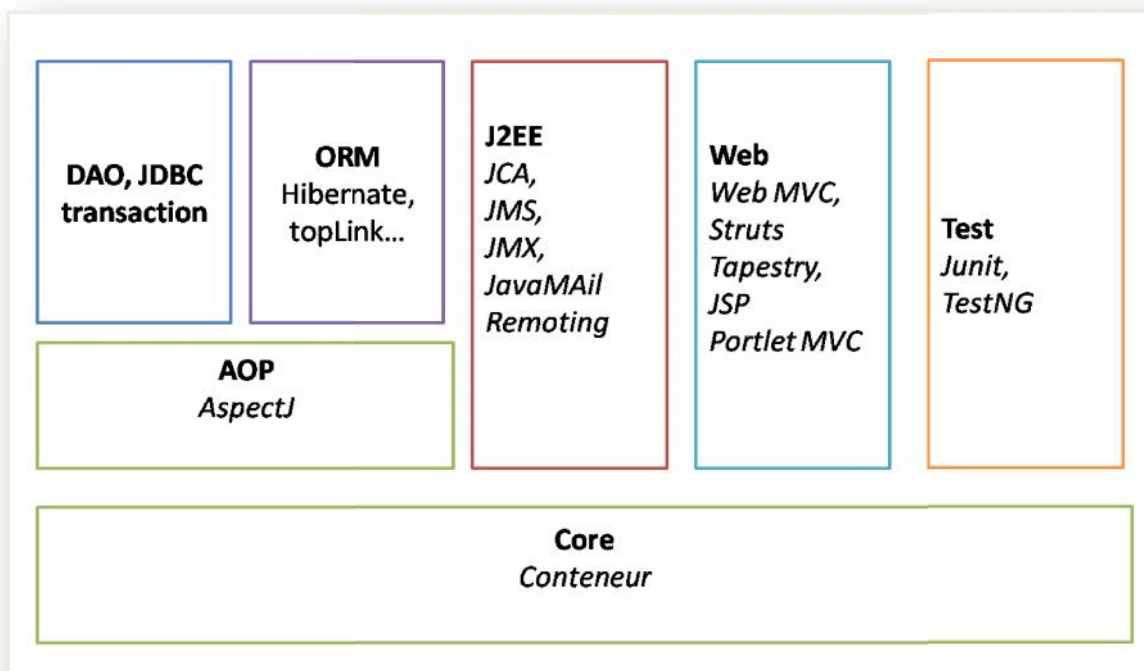 DAO, JDBC
transaction
ORM
Hibernate,
topLink...
J2EE
JCA,
JMS,
JMX,
JavaMAil
Remoting
Web
Web MVC,
Struts
Tapestry,
JSP
Portlet MVC
Test
Junit,
TestNG
AOP
AspectJ
Core
Conteneur